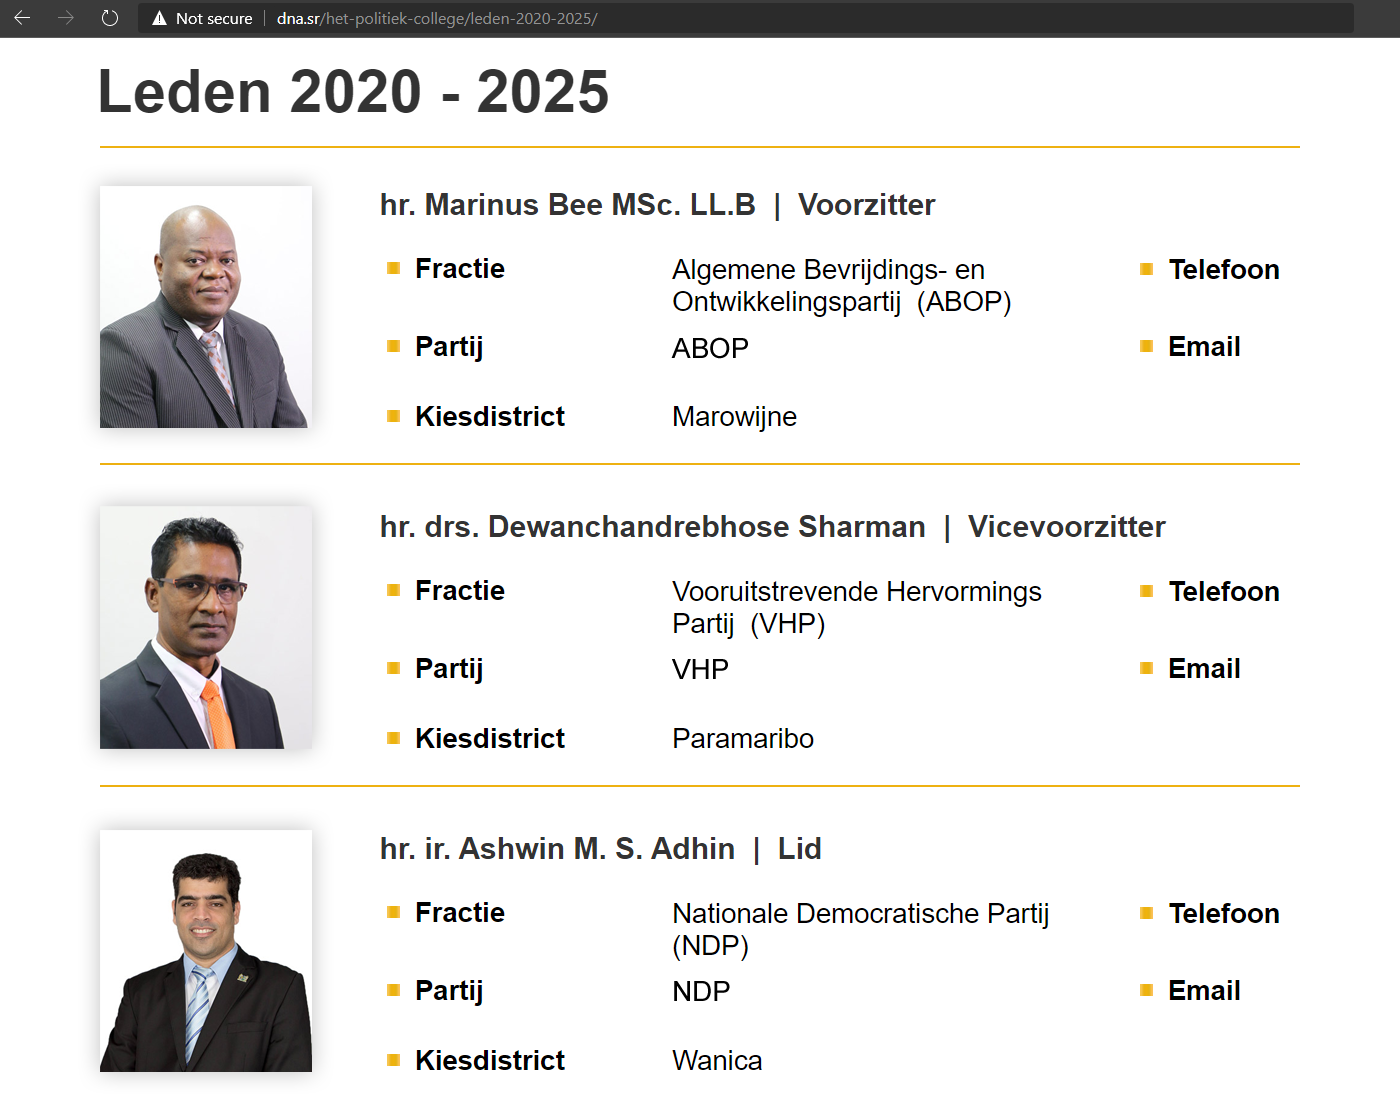 Not secure | dna.sr/het-politiek-college/leden-2020-2025/
Leden 2020 - 2025
hr. Marinus Bee MSc. LL.B | Voorzitter
Fractie
Algemene Bevrijdings- en
Ontwikkelingspartij (ABOP)
Telefoon
Partij
ABOP
Email
Kiesdistrict
Marowijne
hr. drs. Dewanchandrebhose Sharman | Vicevoorzitter
Fractie
Vooruitstrevende Hervormings
Partij (VHP)
Telefoon
Partij
VHP
Email
Kiesdistrict
Paramaribo
hr. ir. Ashwin M. S. Adhin | Lid
Fractie
Nationale Democratische Partij
(NDP)
Telefoon
Partij
NDP
Email
Kiesdistrict
Wanica